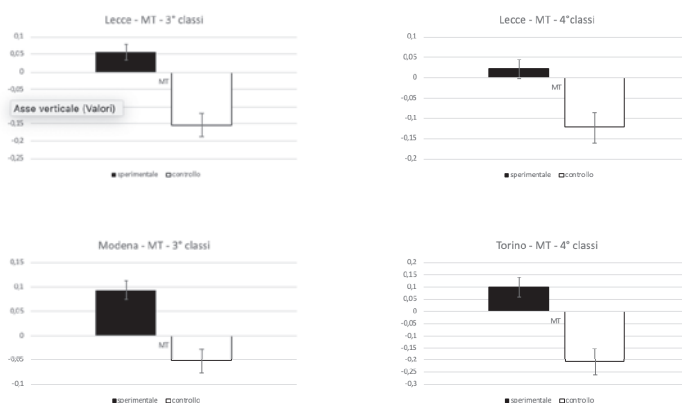 Lecce - MT - 3° classi
0,1
0,05
0
-0,05
Asse verticale (Valori)
-0,15
-0,2
-0,25
MT
sperimentale controllo
Lecce - MT - 4°classi
0,1
0,05
0
-0,05
-0,1
-0,15
-0,2
MT
sperimentale controllo
Modena - MT - 3° classi
0,15
0,1
0,05
0
-0,05
-0,1
MT
sperimentale controllo
Torino - MT - 4° classi
0,2
0,15
0,1
0,05
0
-0,05
-0,1
-0,15
-0,2
-0,25
-0,3
MT
sperimentale controllo